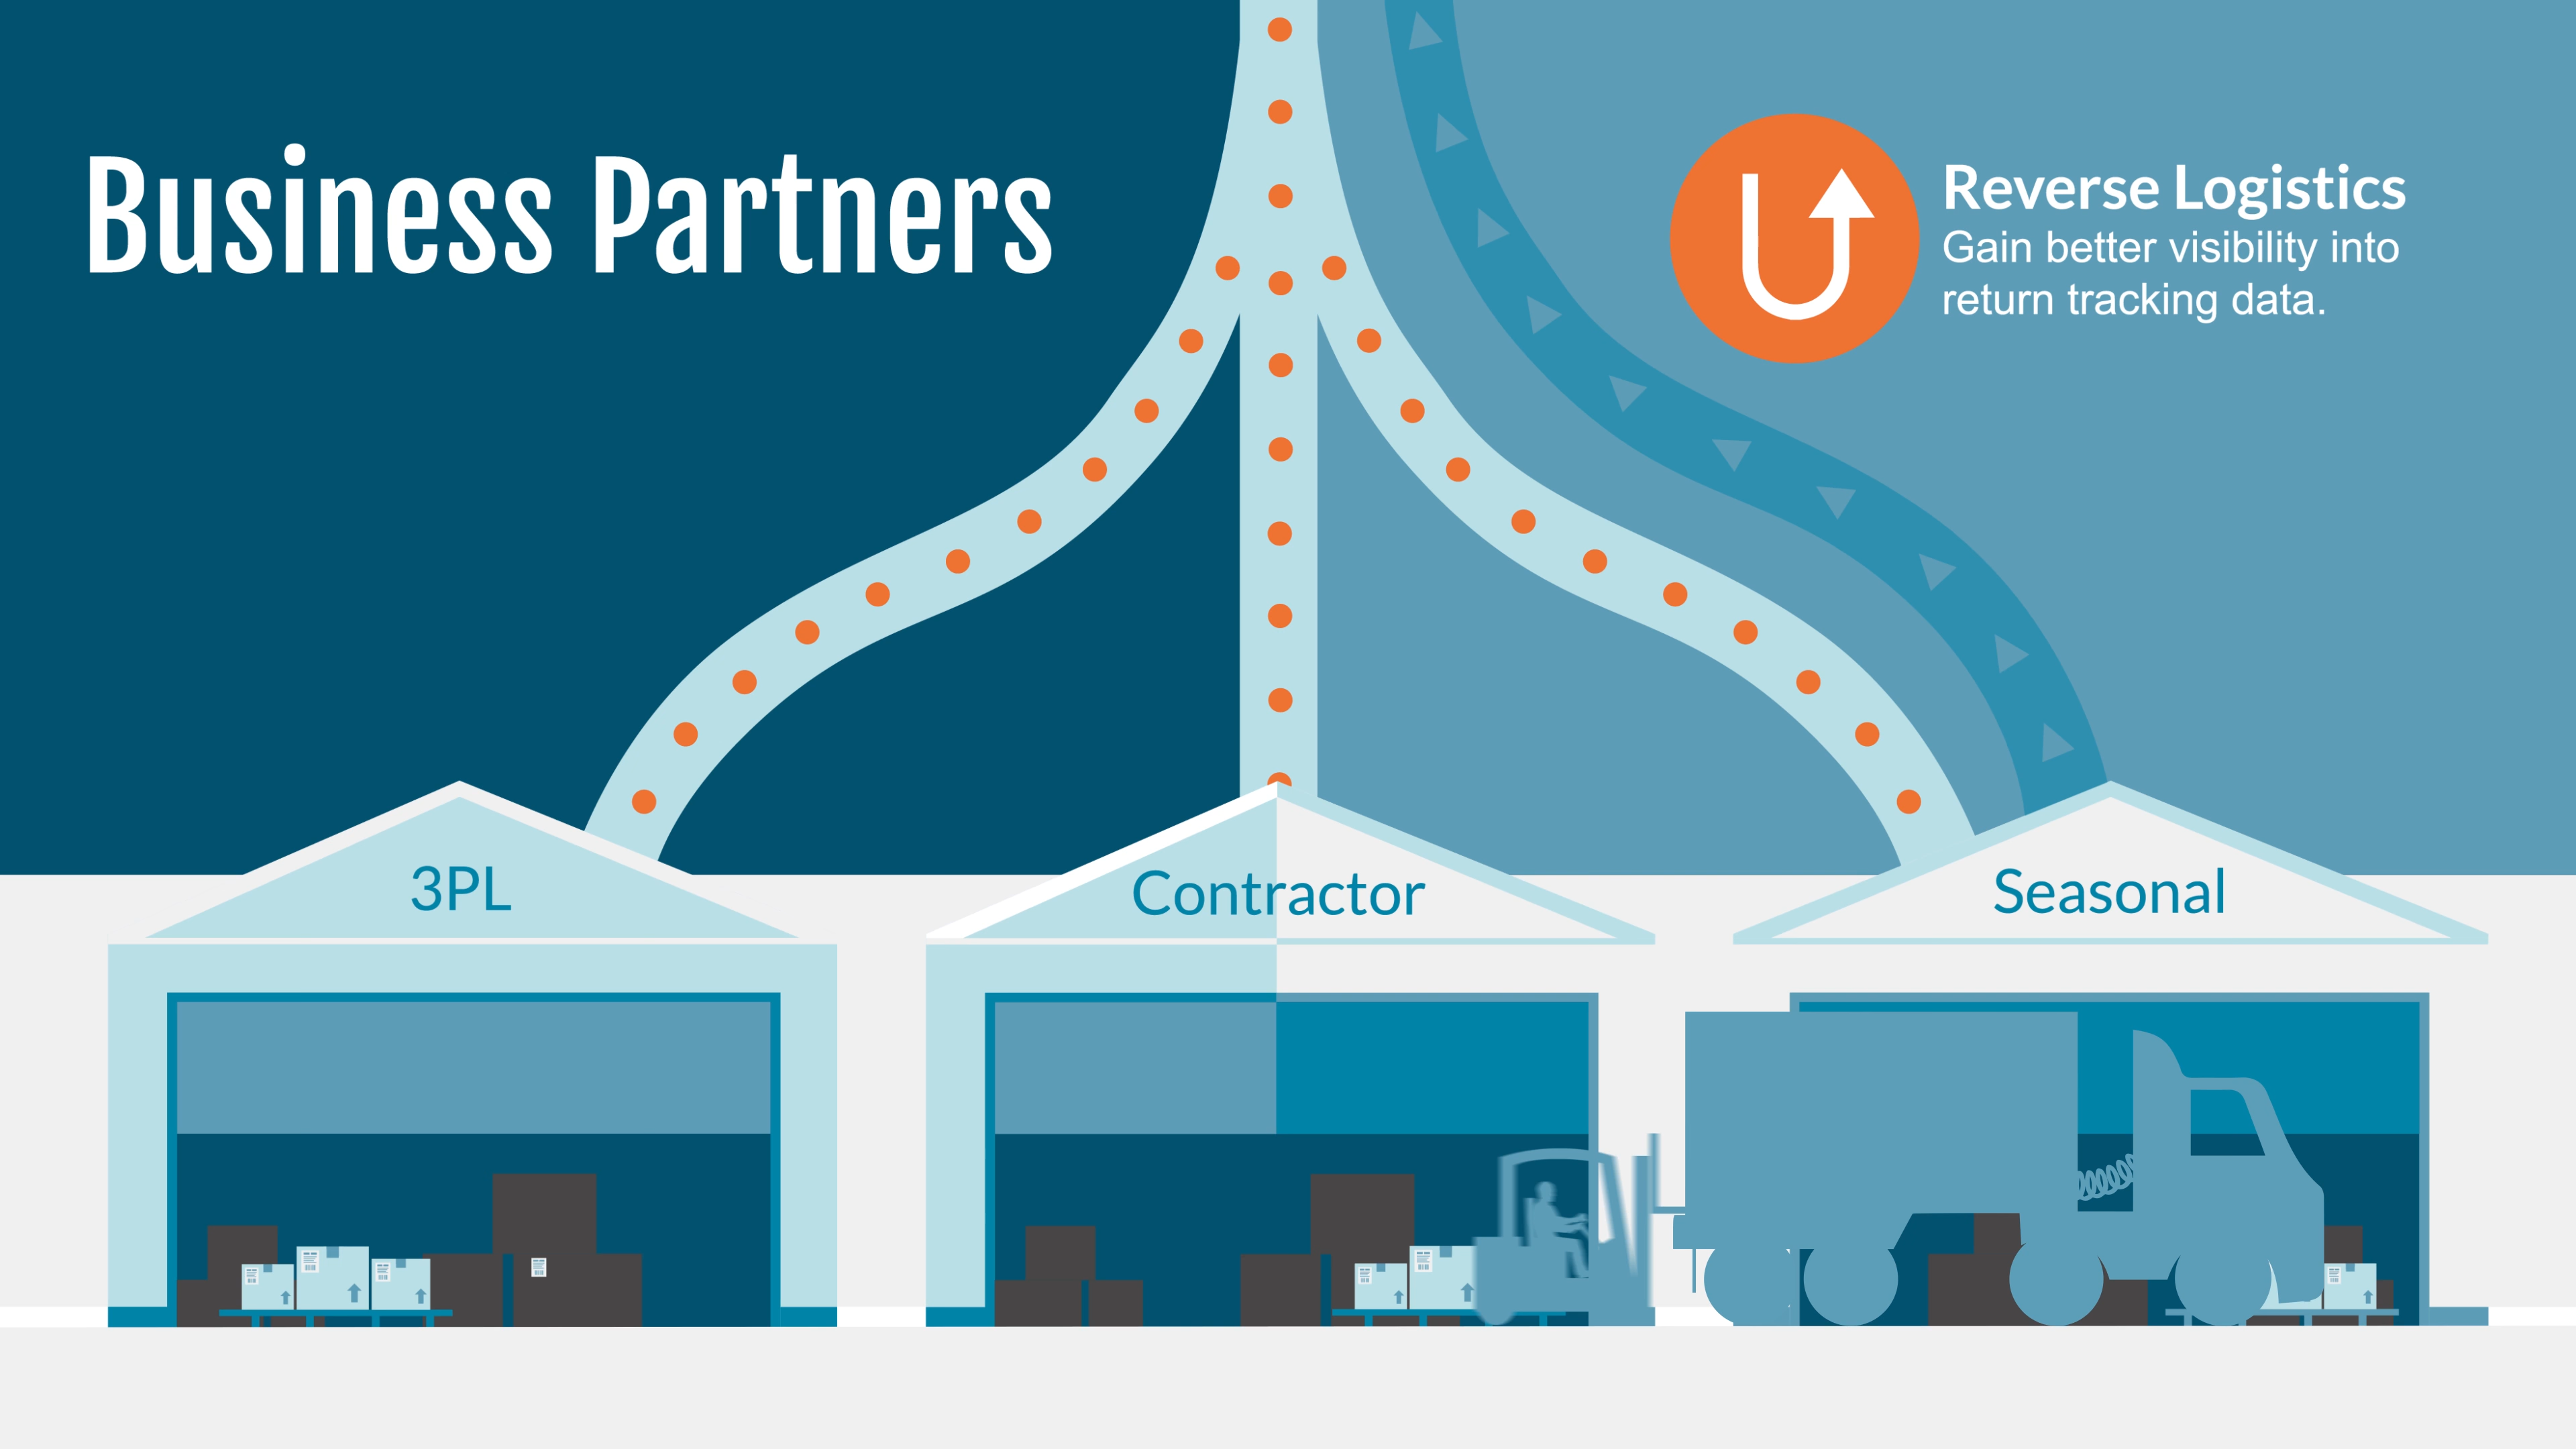 Business Partners
Reverse Logistics
Gain better visibility into
return tracking data.
3PL
Contractor
Seasonal